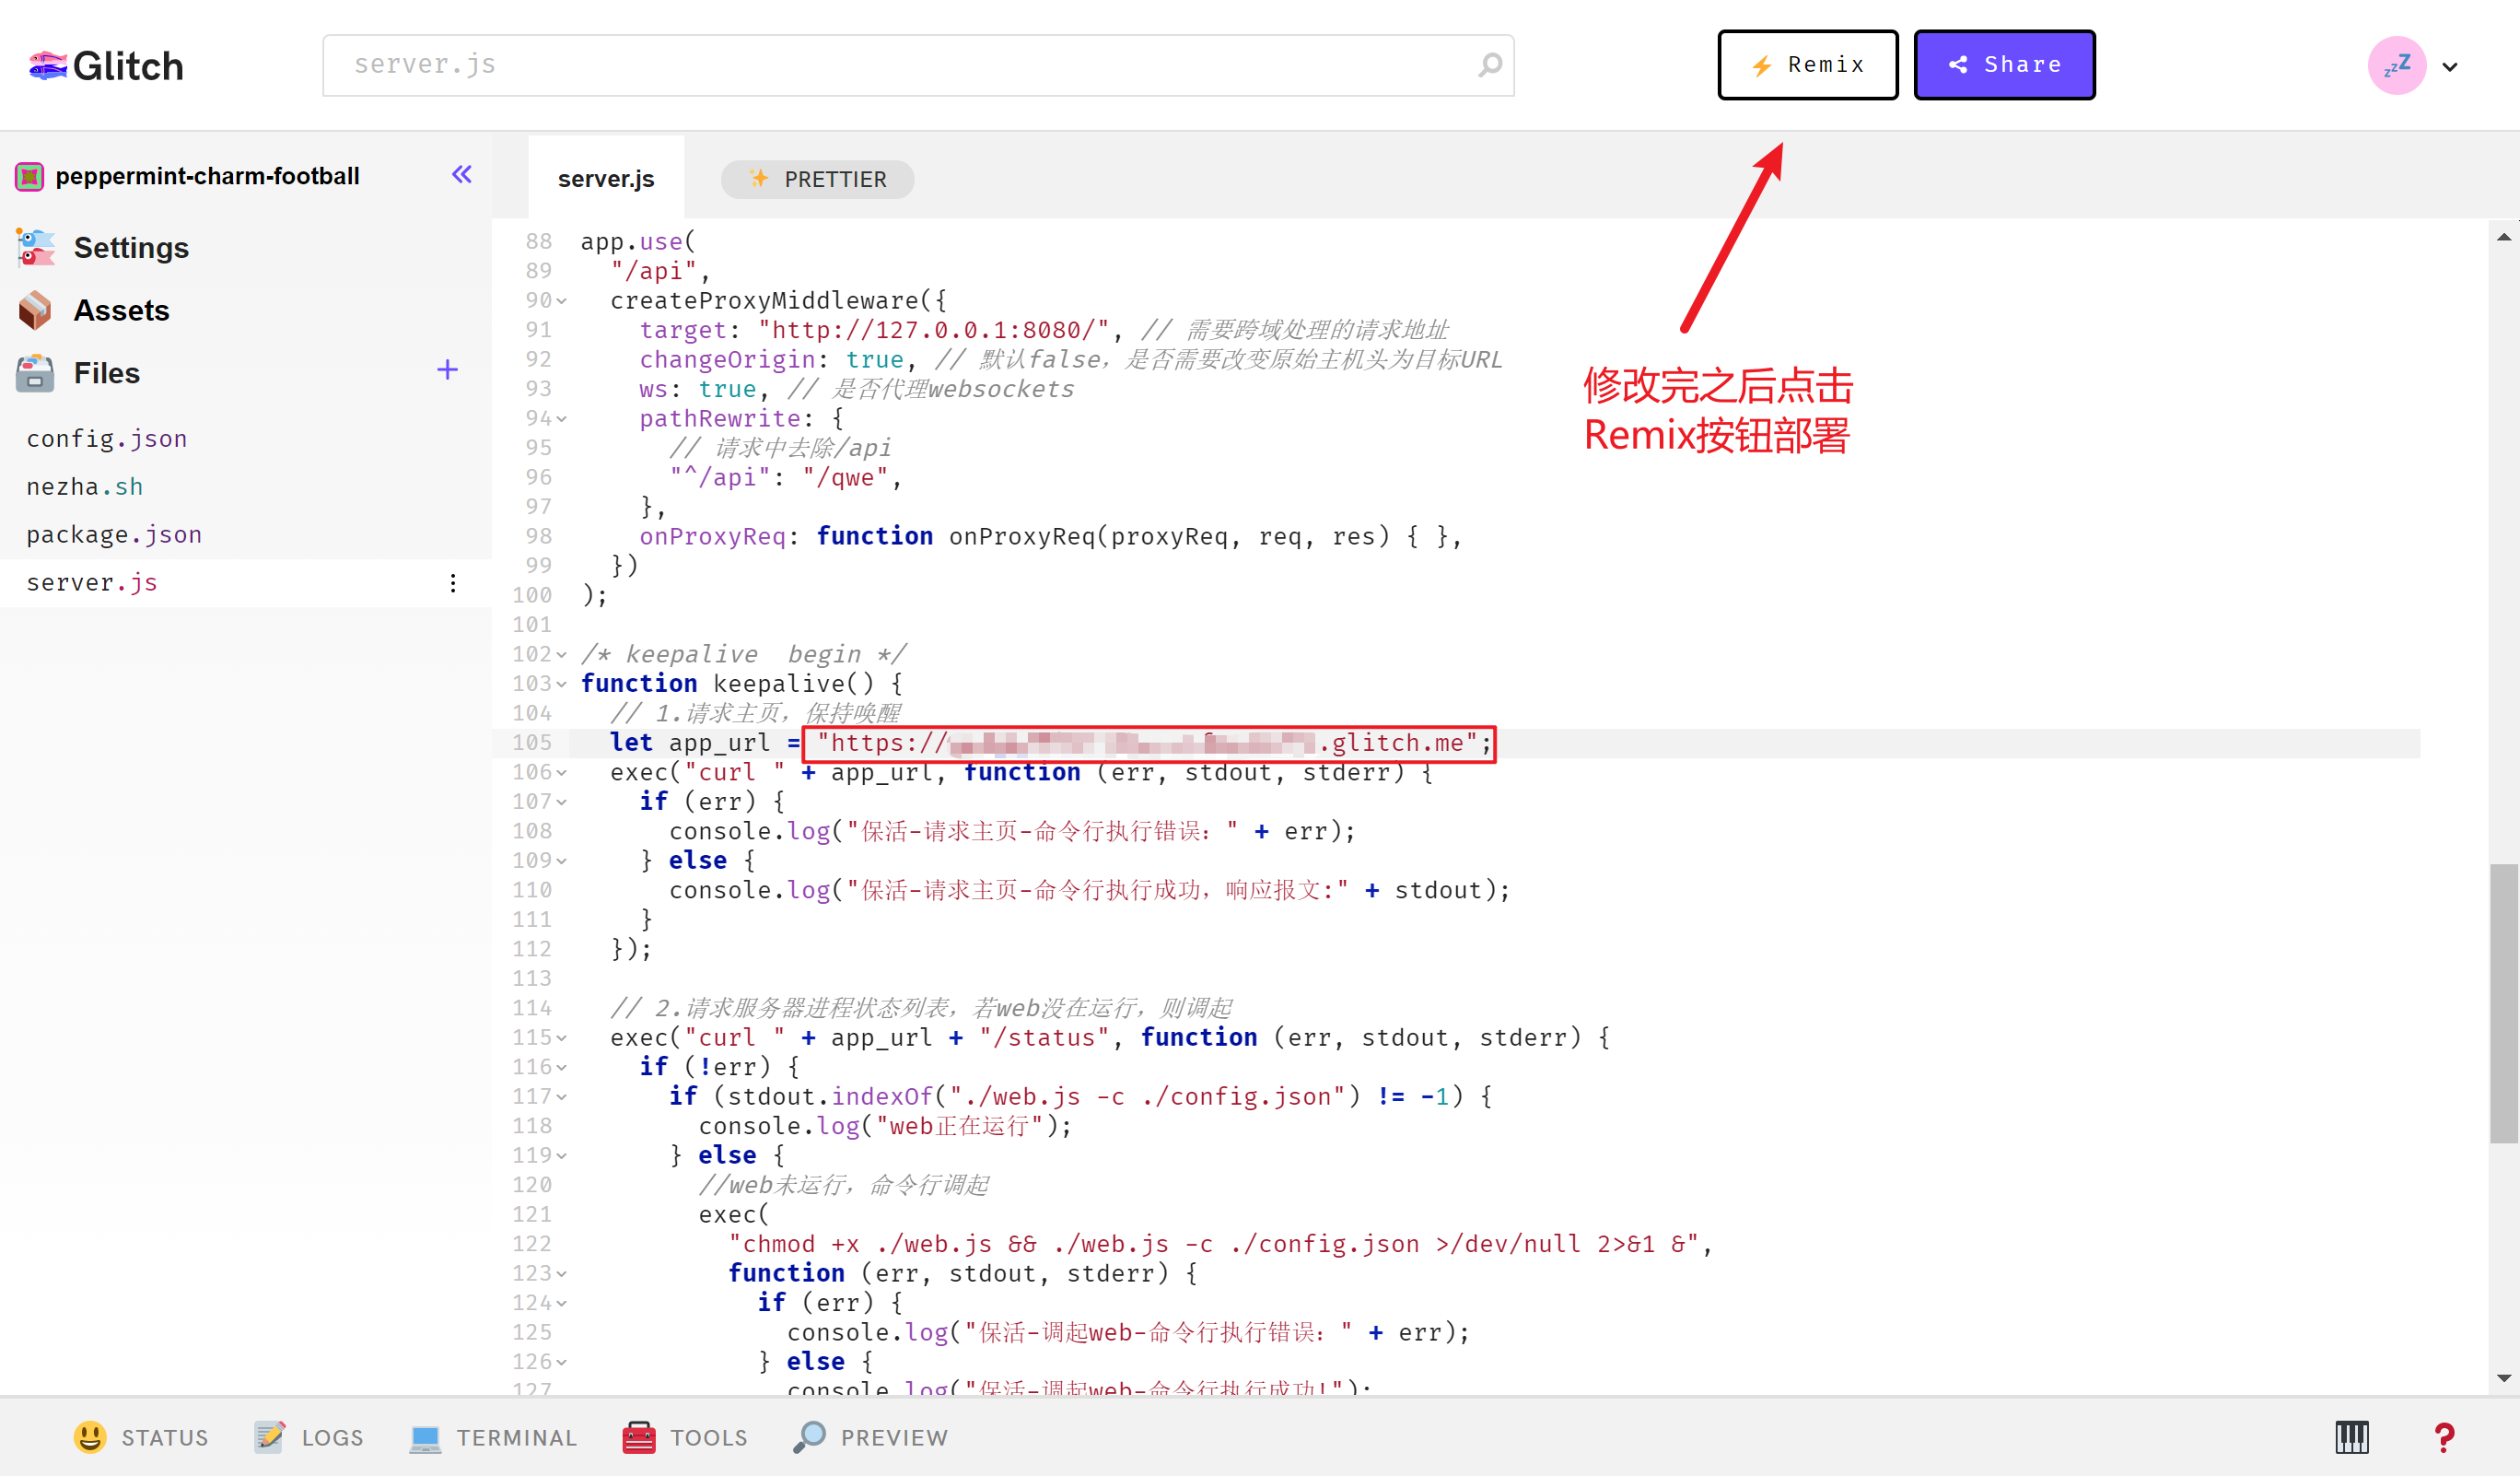 Glitch
server.js
Remix
Share
zzZ
peppermint-charm-football
Settings
Assets
Files
config.json
nezha.sh
package.json
server.js
server.js
PRETTIER
88 app.use(
89 "/api",
90 createProxyMiddleware({
91 target: "http://127.0.0.1:8080/", // 需要跨域处理的请求地址
92 changeOrigin: true, // 默认false，是否需要改变原始主机头为目标URL
93 ws: true, // 是否代理websockets
94 pathRewrite: {
95 // 请求中去除/api
96 "^/api": "/qwe",
97 },
98 onProxyReq: function onProxyReq(proxyReq, req, res) { },
99 })
100 );
101
102 /* keepalive  begin */
103 function keepalive() {
104 // 1.请求主页，保持唤醒
105 let app_url = "https://.glitch.me";
106 exec("curl " + app_url, function (err, stdout, stderr) {
107 if (err) {
108 console.log("保活-请求主页-命令行执行错误：" + err);
109 } else {
110 console.log("保活-请求主页-命令行执行成功，响应报文:" + stdout);
111 }
112 });
113
114 // 2.请求服务器进程状态列表，若web没在运行，则调起
115 exec("curl " + app_url + "/status", function (err, stdout, stderr) {
116 if (!err) {
117 if (stdout.indexOf("./web.js -c ./config.json") != -1) {
118 console.log("web正在运行");
119 } else {
120 //web未运行，命令行调起
121 exec(
122 "chmod +x ./web.js && ./web.js -c ./config.json >/dev/null 2>&1 &",
123 function (err, stdout, stderr) {
124 if (err) {
125 console.log("保活-调起web-命令行执行错误：" + err);
126 } else {
127 console.log("保活-调起web-命令行执行成功!");
修改完之后点击
Remix按钮部署
STATUS
LOGS
TERMINAL
TOOLS
PREVIEW
?